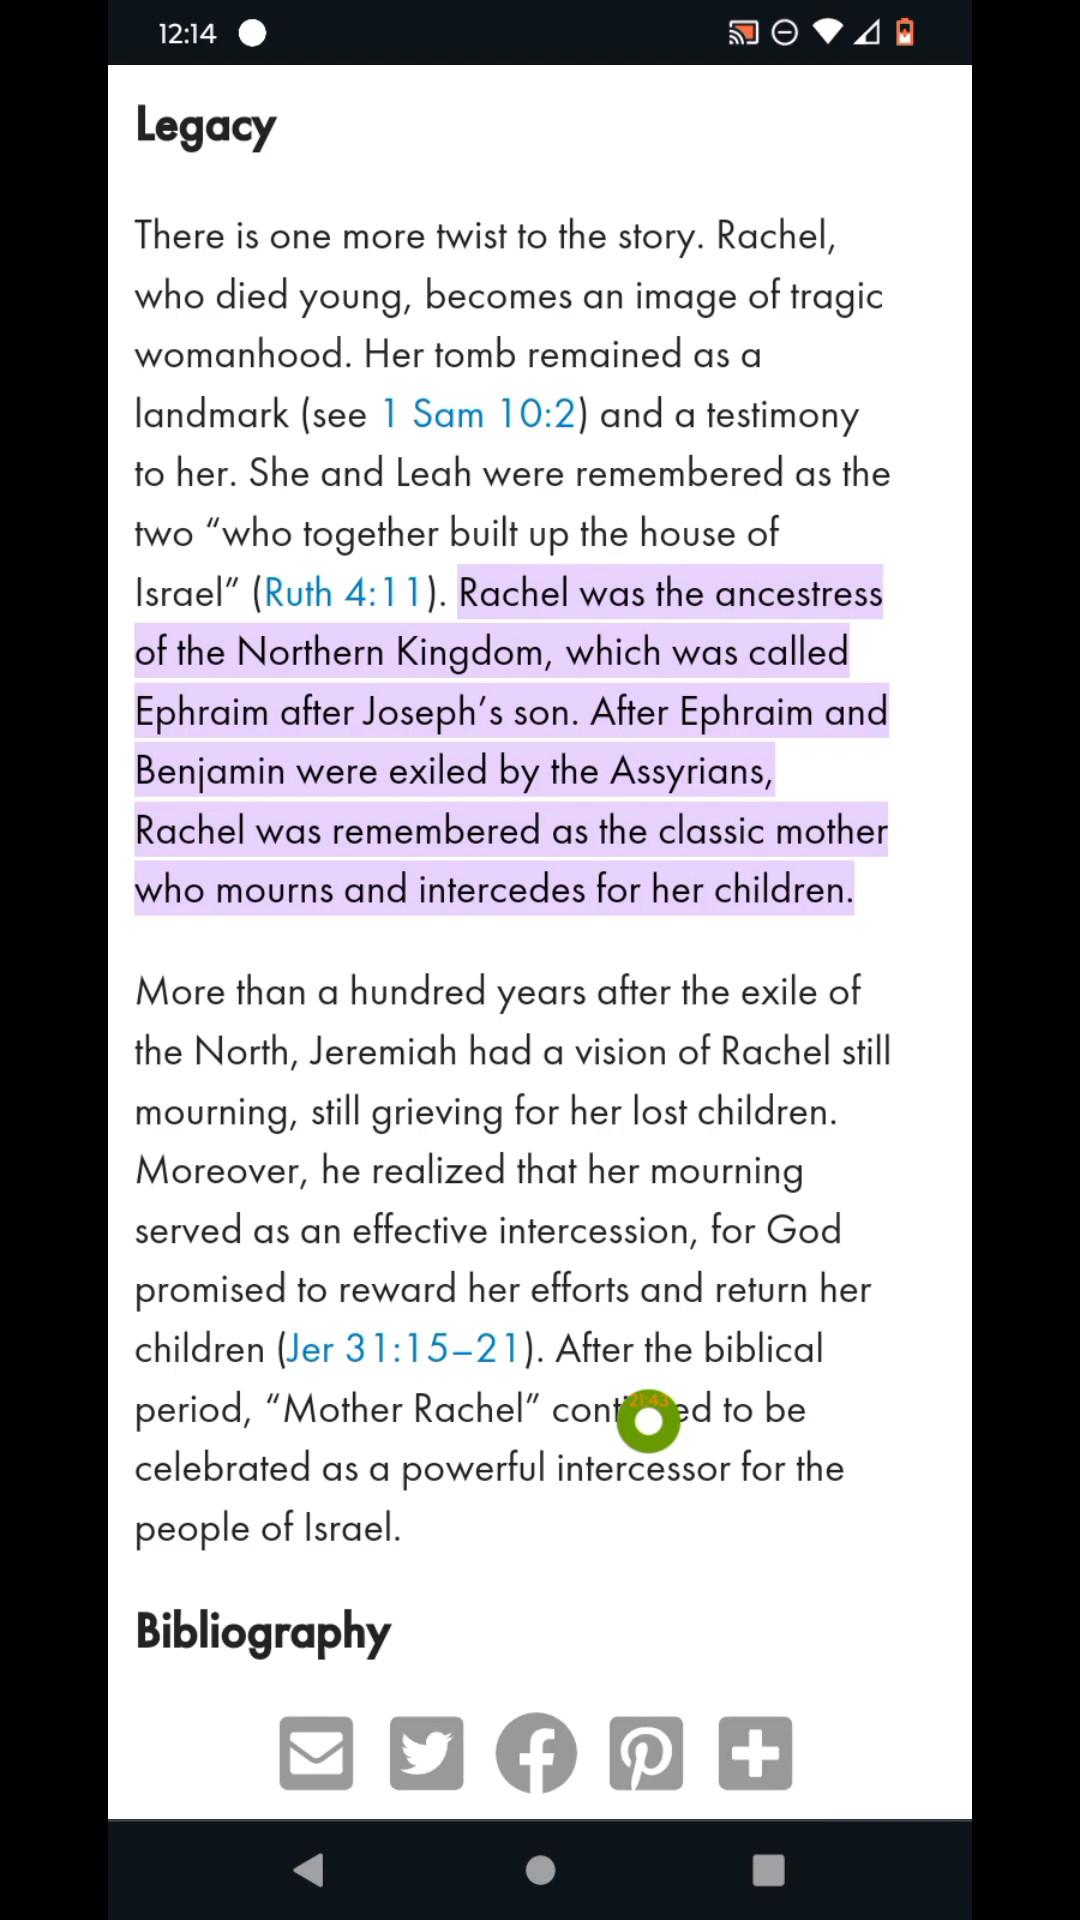 12:14
Legacy
There is one more twist to the story. Rachel,
who died young, becomes an image of tragic
womanhood. Her tomb remained as a
landmark (see 1 Sam 10:2) and a testimony
to her. She and Leah were remembered as the
two “who together built up the house of
Israel” (Ruth 4:11). Rachel was the ancestress
of the Northern Kingdom, which was called
Ephraim after Joseph’s son. After Ephraim and
Benjamin were exiled by the Assyrians,
Rachel was remembered as the classic mother
who mourns and intercedes for her children.
More than a hundred years after the exile of
the North, Jeremiah had a vision of Rachel still
mourning, still grieving for her lost children.
Moreover, he realized that her mourning
served as an effective intercession, for God
promised to reward her efforts and return her
children (Jer 31:15–21). After the biblical
period, “Mother Rachel” continued to be
21:43
celebrated as a powerful intercessor for the
people of Israel.
Bibliography